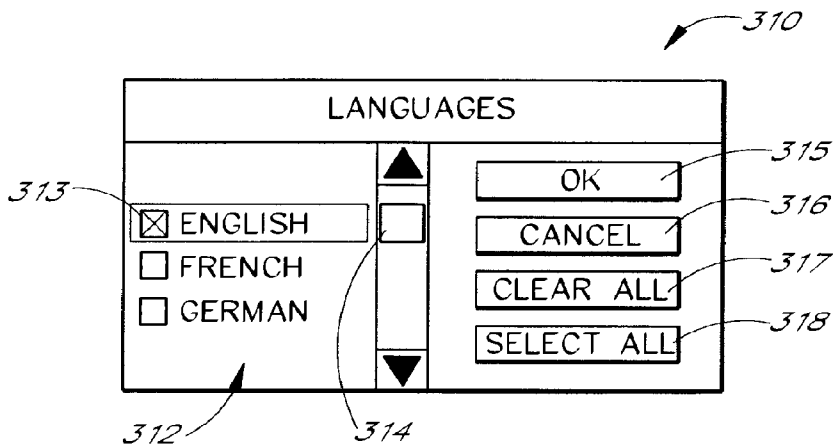 310
LANGUAGES
315
OK
313
316
ENGLISH
CANCEL
FRENCH
317
CLEAR ALL
GERMAN
318
SELECT ALL
312
314